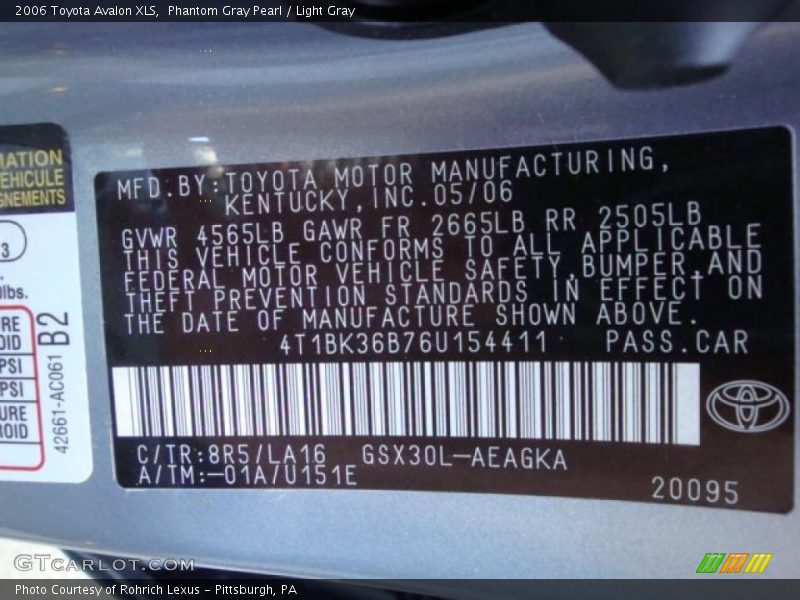 2006 Toyota Avalon XLS,  Phantom Gray Pearl / Light Gray
MATION
VEHICULE
GNEMENTS
3
lbs.
PSI
PSI
42661-AC061 B2
MFD.BY:TOYOTA MOTOR MANUFACTURING,
KENTUCKY,INC.05/06
GVWR 4565LB GAWR FR 2665LB RR 2505LB
THIS VEHICLE CONFORMS TO ALL APPLICABLE
FEDERAL MOTOR VEHICLE SAFETY,BUMPER,AND
THEFT PREVENTION STANDARDS IN EFFECT ON
THE DATE OF MANUFACTURE SHOWN ABOVE.
4T1BK36B76U154411 PASS.CAR
C/TR:8R5/LA16 GSX30L-AEAGKA
A/TM:-01A/U151E
20095
GTCARLOT.COM
Photo Courtesy of Rohrich Lexus - Pittsburgh, PA